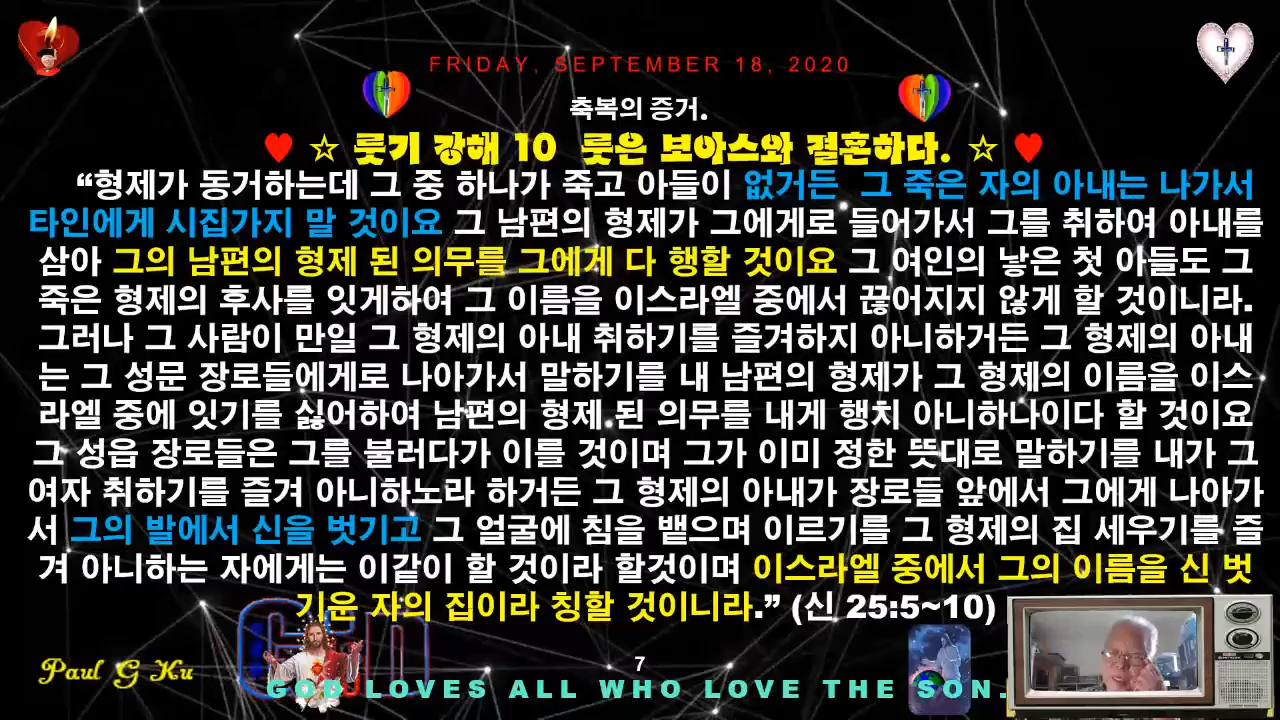 FRIDAY, SEPTEMBER 18, 2020
축복의 증거.
♥ ☆ 룻기 강해 10 룻은 보아스와 결혼하다. ☆ ♥
“형제가 동거하는데 그 중 하나가 죽고 아들이 없거든 그 죽은 자의 아내는 나가서
타인에게 시집가지 말 것이요 그 남편의 형제가 그에게로 들어가서 그를 취하여 아내를
삼아 그의 남편의 형제 된 의무를 그에게 다 행할 것이요 그 여인의 낳은 첫 아들도 그
죽은 형제의 후사를 잇게하여 그 이름을 이스라엘 중에서 끊어지지 않게 할 것이니라.
그러나 그 사람이 만일 그 형제의 아내 취하기를 즐겨하지 아니하거든 그 형제의 아내
는 그 성문 장로들에게로 나아가서 말하기를 내 남편의 형제가 그 형제의 이름을 이스
라엘 중에 잇기를 싫어하여 남편의 형제 된 의무를 내게 행치 아니하나이다 할 것이요
그 성읍 장로들은 그를 불러다가 이를 것이며 그가 이미 정한 뜻대로 말하기를 내가 그
여자 취하기를 즐겨 아니하노라 하거든 그 형제의 아내가 장로들 앞에서 그에게 나아가
서 그의 발에서 신을 벗기고 그 얼굴에 침을 뱉으며 이르기를 그 형제의 집 세우기를 즐
겨 아니하는 자에게는 이같이 할 것이라 할것이며 이스라엘 중에서 그의 이름을 신 벗
기운 자의 집이라 칭할 것이니라.” (신 25:5~10)
Paul G Ku
7
GOD LOVES ALL WHO LOVE THE SON.